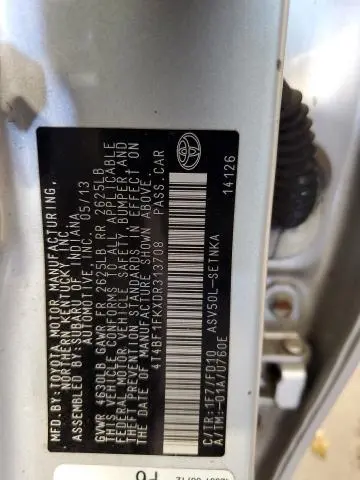 MFD. BY:
TOYOTA MOTOR MANUFACTURING,
NORTHERN KENTUCKY, INC.
ASSEMBLED BY: SUBARU OF INDIANA
AUTOMOTIVE, INC. 05/13
GVWR 4530LB GAWR FR 2625LB RR 2625LB
THIS VEHICLE CONFORMS TO ALL APPLICABLE
FEDERAL MOTOR VEHICLE SAFETY, BUMPER, AND
THEFT PREVENTION STANDARDS IN EFFECT ON
THE DATE OF MANUFACTURE SHOWN ABOVE.
4T4BF1FKXDR313708 PASS.CAR
C/TR: 1F7/FD10 ASV50L-SETNKA
A/TM: -01A/U760E
14126